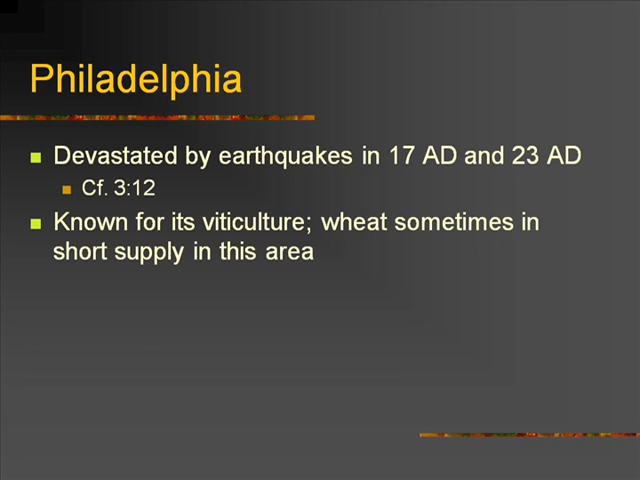 Philadelphia
Devastated by earthquakes in 17 AD and 23 AD
Cf. 3:12
Known for its viticulture; wheat sometimes in
short supply in this area